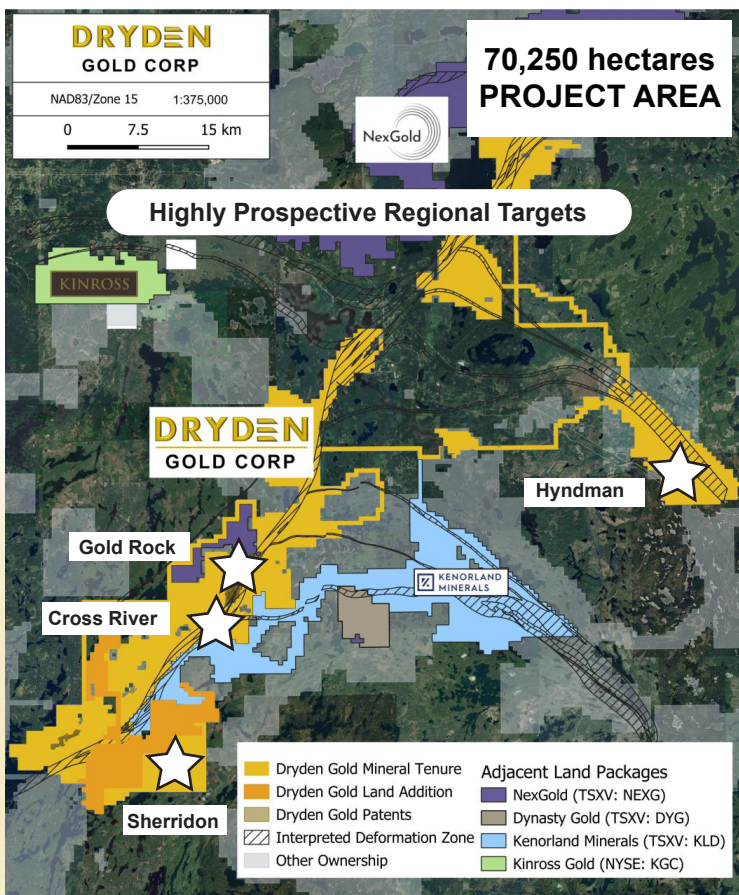 DRYDEN
GOLD CORP
NAD83/Zone 15 1:375,000
0 7.5 15 km
70,250 hectares
PROJECT AREA
NexGold
Highly Prospective Regional Targets
KINROSS
DRYDEN
GOLD CORP
Hyndman
Gold Rock
KENORLAND
MINERALS
Cross River
Sherridon
Dryden Gold Mineral Tenure
Dryden Gold Land Addition
Dryden Gold Patents
Interpreted Deformation Zone
Other Ownership
Adjacent Land Packages
NexGold (TSXV: NEXG)
Dynasty Gold (TSXV: DYG)
Kenorland Minerals (TSXV: KLD)
Kinross Gold (NYSE: KGC)